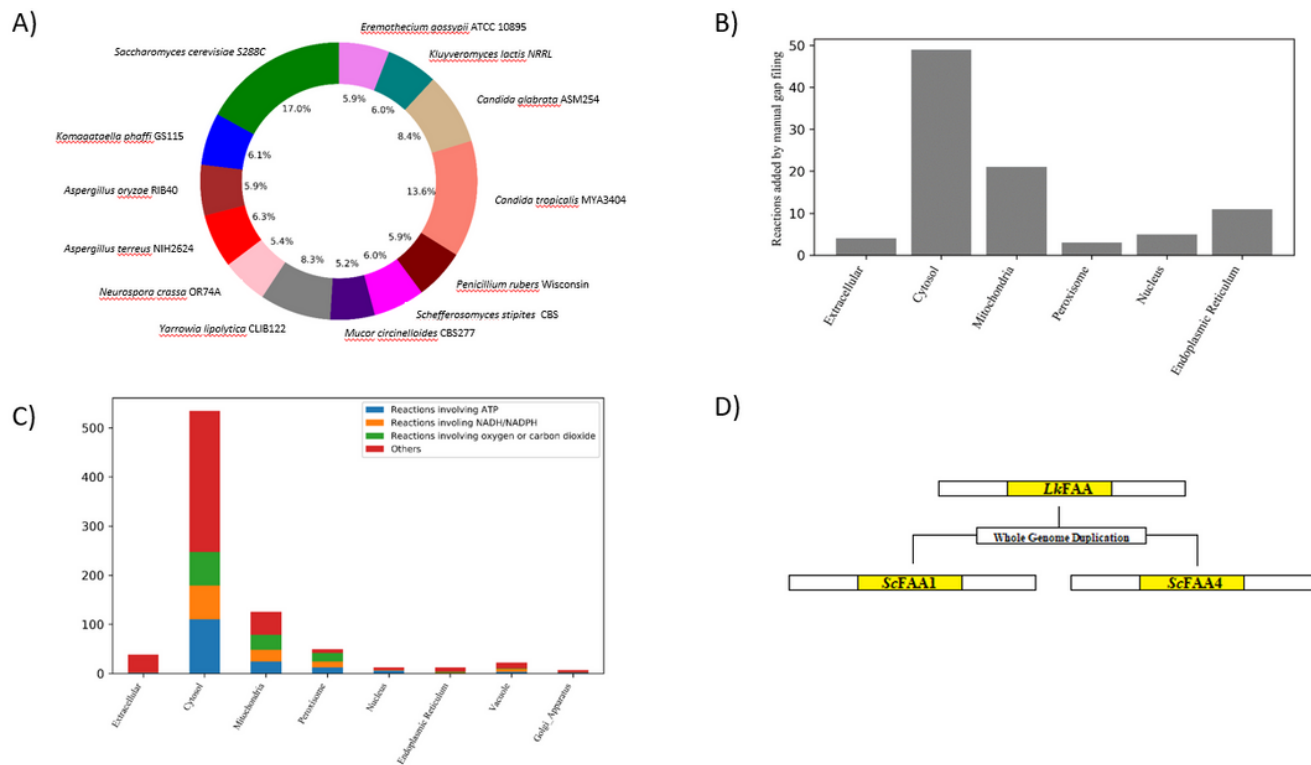 A)
Saccharomyces cerevisiae S288C
Eremothecium gossypii ATCC 10895
Kluyveromyces lactis NRRL
Candida glabrata ASM254
Candida tropicalis MYA3404
Penicillium rubers Wisconsin
Schefferosomyces stipites CBS
Mucor circinelloides CBS277
Yarrowia lipolytica CLIB122
Neurospora crassa OR74A
Aspergillus terreus NIH2624
Aspergillus oryzae RIB40
Komagataella phaffi GS115
17.0%
5.9%
6.0%
8.4%
13.6%
5.9%
6.0%
5.2%
8.3%
5.4%
6.3%
5.9%
6.1%
B)
Reactions added by manual gap filing
50
40
30
20
10
0
Extracellular
Cytosol
Mitochondria
Peroxisome
Nucleus
Endoplasmic Reticulum
C)
Reactions involving ATP
Reactions involing NADH/NADPH
Reactions involving oxygen or carbon dioxide
Others
500
400
300
200
100
0
Extracellular
Cytosol
Mitochondria
Peroxisome
Nucleus
Endoplasmic Reticulum
Vacuole
Golgi_Apparatus
D)
LkFAA
Whole Genome Duplication
ScFAA1
ScFAA4